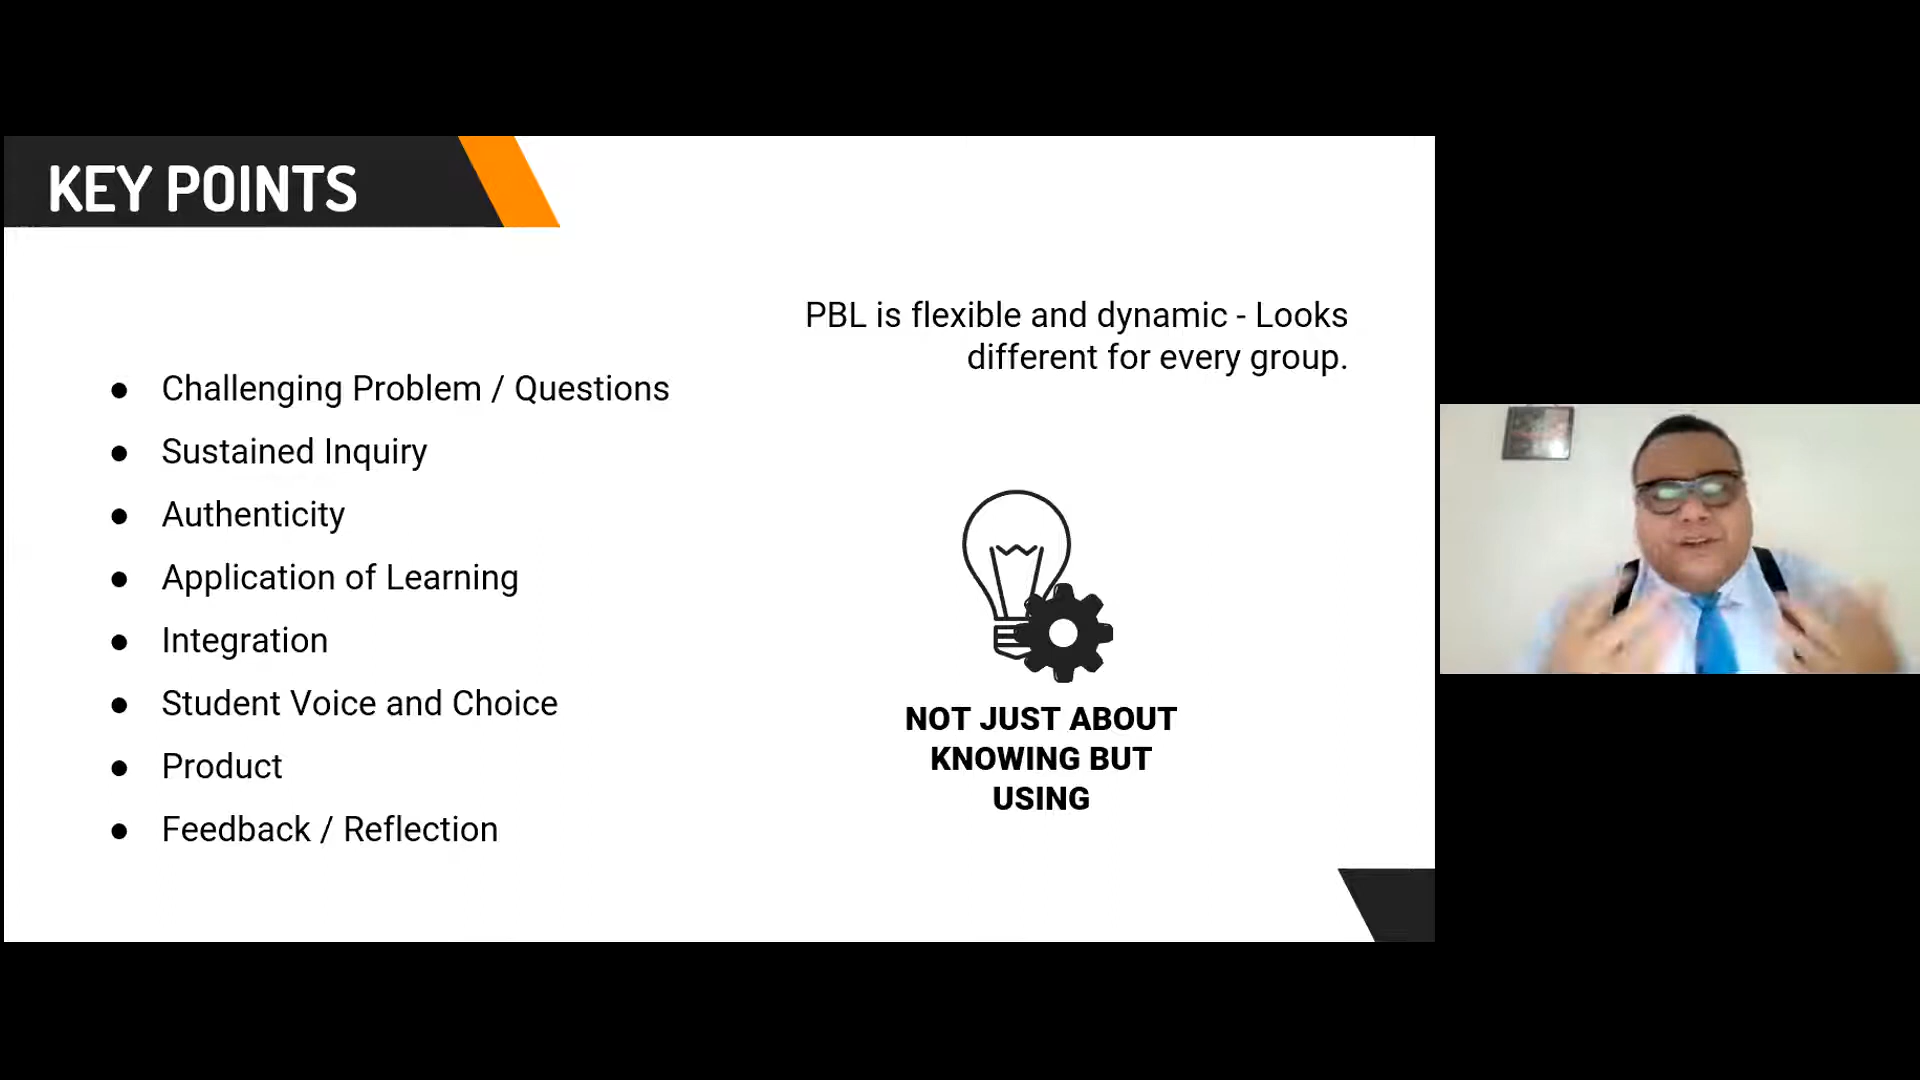 KEY POINTS
PBL is flexible and dynamic - Looks
different for every group.
● Challenging Problem / Questions
● Sustained Inquiry
● Authenticity
● Application of Learning
● Integration
● Student Voice and Choice
● Product
● Feedback / Reflection
NOT JUST ABOUT
KNOWING BUT
USING